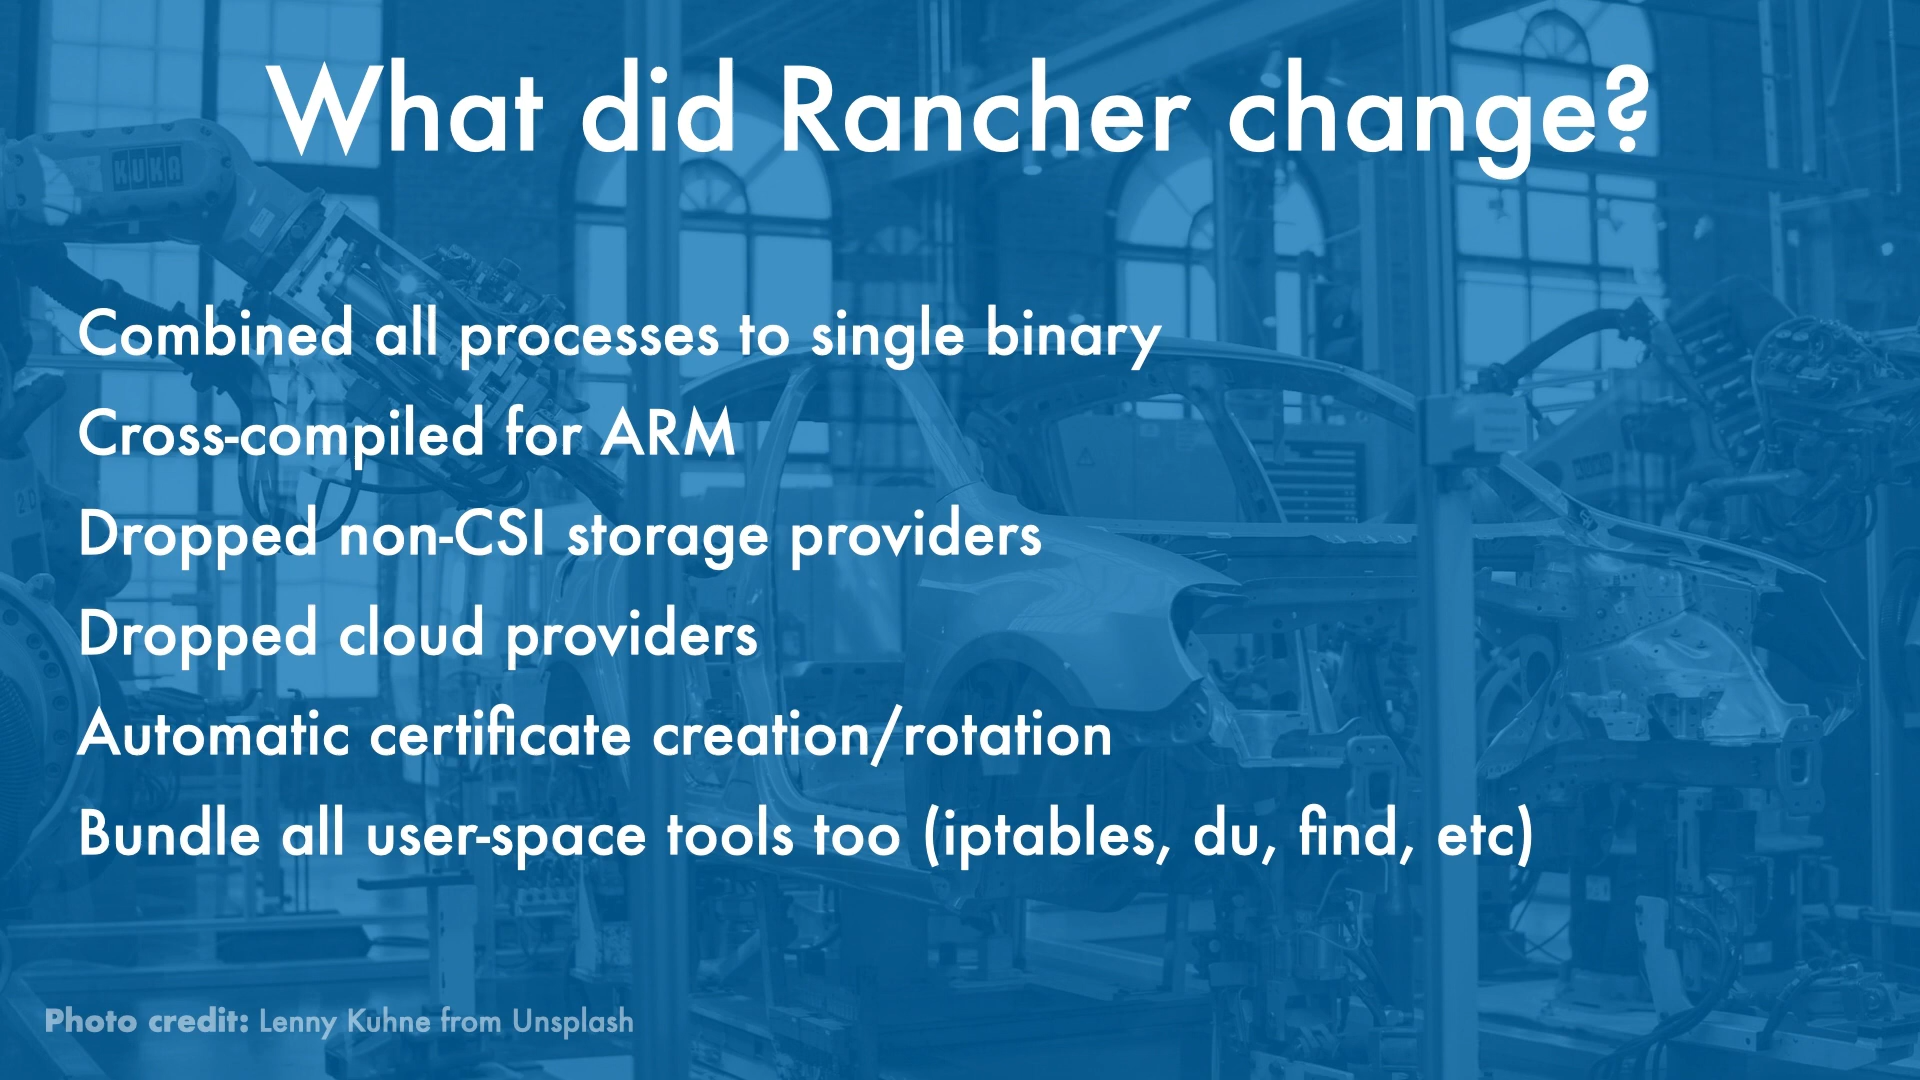 What did Rancher change?
KUKA
Combined all processes to single binary
Cross-compiled for ARM
Dropped non-CSI storage providers
Dropped cloud providers
Automatic certificate creation/rotation
Bundle all user-space tools too (iptables, du, find, etc)
Photo credit: Lenny Kuhne from Unsplash